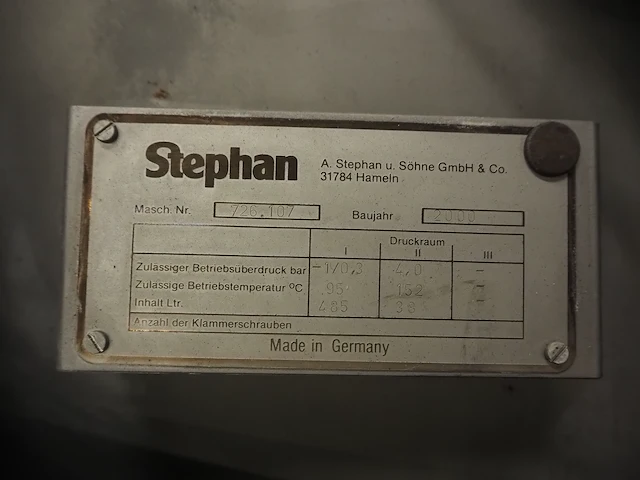 Stephan
A. Stephan u. Söhne GmbH & Co.
31784 Hameln
Masch. Nr. 726.107 Baujahr 2000
Druckraum
I II III
Zulassiger Betriebsüberdruck bar -1/0,3 4,0 -
Zulassige Betriebstemperatur °C 95 152 -
Inhalt Ltr. 485 38 -
Anzahl der Klammerschrauben
Made in Germany